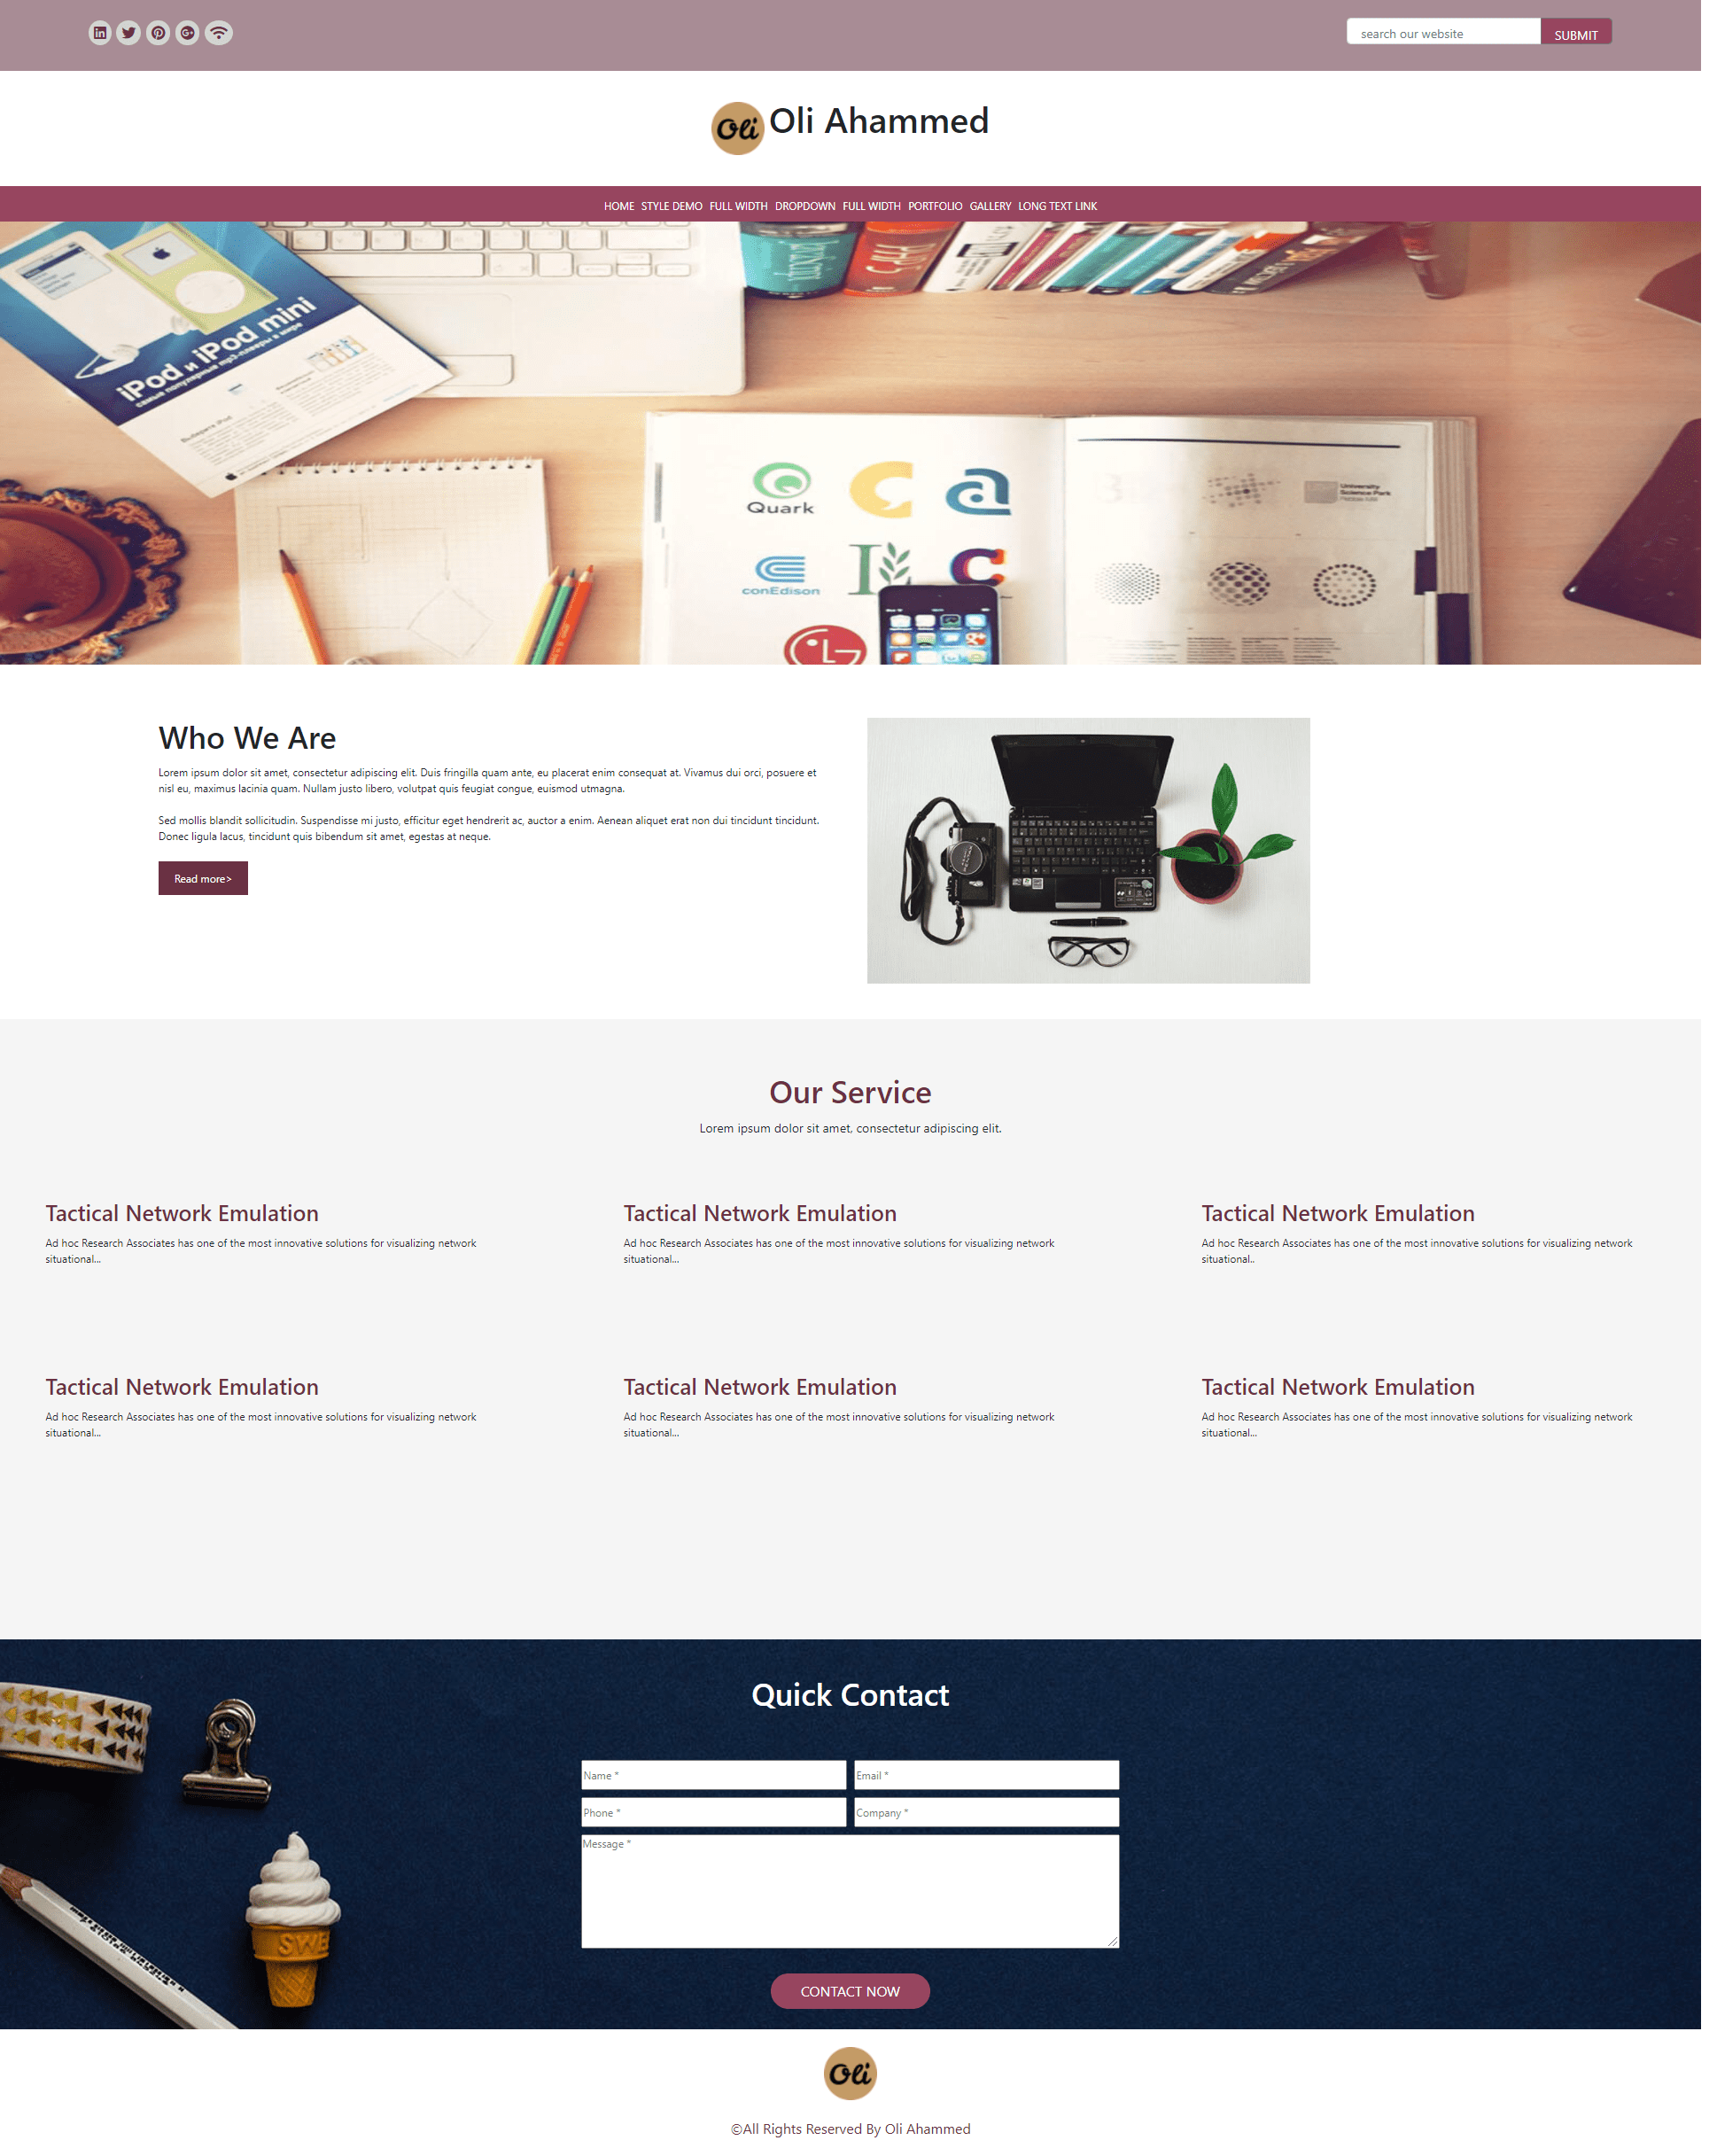 search our website
SUBMIT
Oli
Oli Ahammed
HOME STYLE DEMO FULL WIDTH DROPDOWN FULL WIDTH PORTFOLIO GALLERY LONG TEXT LINK
iPod и iPod mini
самые популярные mp3-плееры в мире
Quark
conEdison
University
Science Park
Who We Are
Lorem ipsum dolor sit amet, consectetur adipiscing elit. Duis fringilla quam ante, eu placerat enim consequat at. Vivamus dui orci, posuere et
nisl eu, maximus lacinia quam. Nullam justo libero, volutpat quis feugiat congue, euismod utmagna.
Sed mollis blandit sollicitudin. Suspendisse mi justo, efficitur eget hendrerit ac, auctor a enim. Aenean aliquet erat non dui tincidunt tincidunt.
Donec ligula lacus, tincidunt quis bibendum sit amet, egestas at neque.
Read more>
Our Service
Lorem ipsum dolor sit amet, consectetur adipiscing elit.
Tactical Network Emulation
Ad hoc Research Associates has one of the most innovative solutions for visualizing network
situational...
Tactical Network Emulation
Ad hoc Research Associates has one of the most innovative solutions for visualizing network
situational...
Tactical Network Emulation
Ad hoc Research Associates has one of the most innovative solutions for visualizing network
situational..
Tactical Network Emulation
Ad hoc Research Associates has one of the most innovative solutions for visualizing network
situational...
Tactical Network Emulation
Ad hoc Research Associates has one of the most innovative solutions for visualizing network
situational...
Tactical Network Emulation
Ad hoc Research Associates has one of the most innovative solutions for visualizing network
situational...
Quick Contact
Name *
Email *
Phone *
Company *
Message *
SWE
CONTACT NOW
Oli
©All Rights Reserved By Oli Ahammed